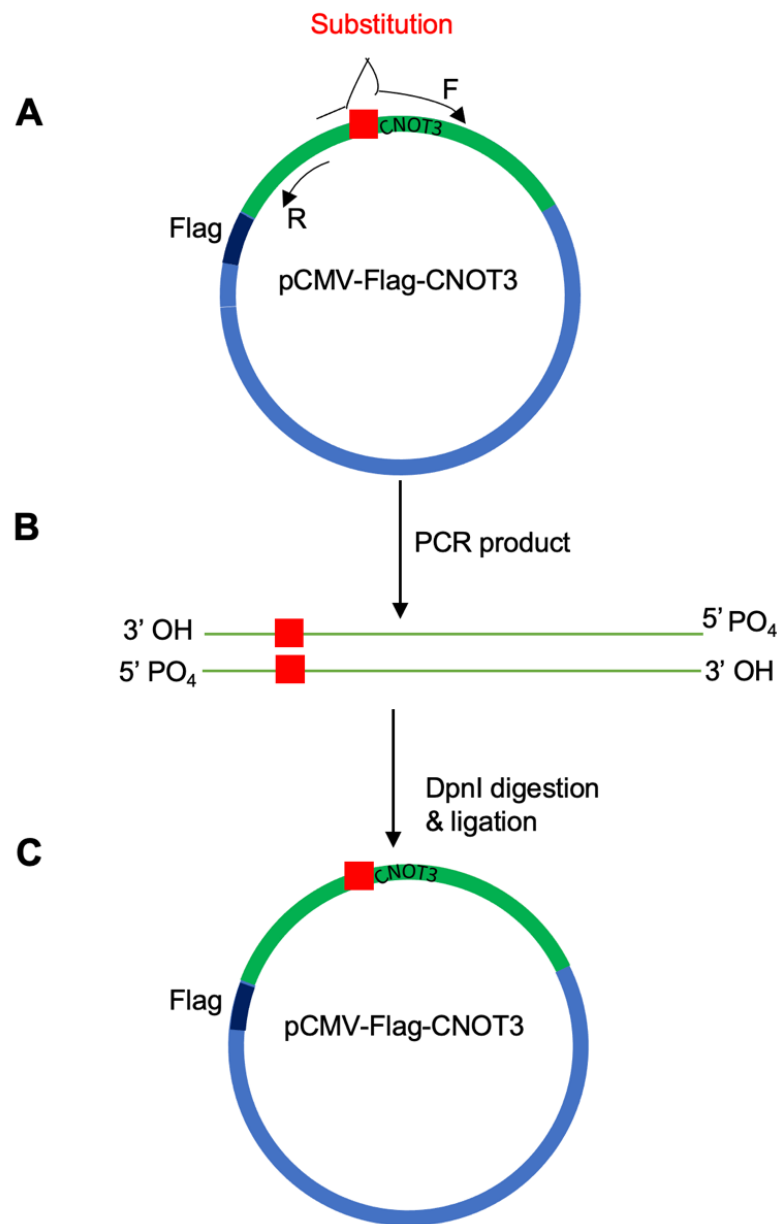 Substitution
A
F
CNOT3
R
Flag
pCMV-Flag-CNOT3
B
PCR product
3’ OH
5’ PO₄
5’ PO₄
3’ OH
DpnI digestion
& ligation
C
CNOT3
Flag
pCMV-Flag-CNOT3